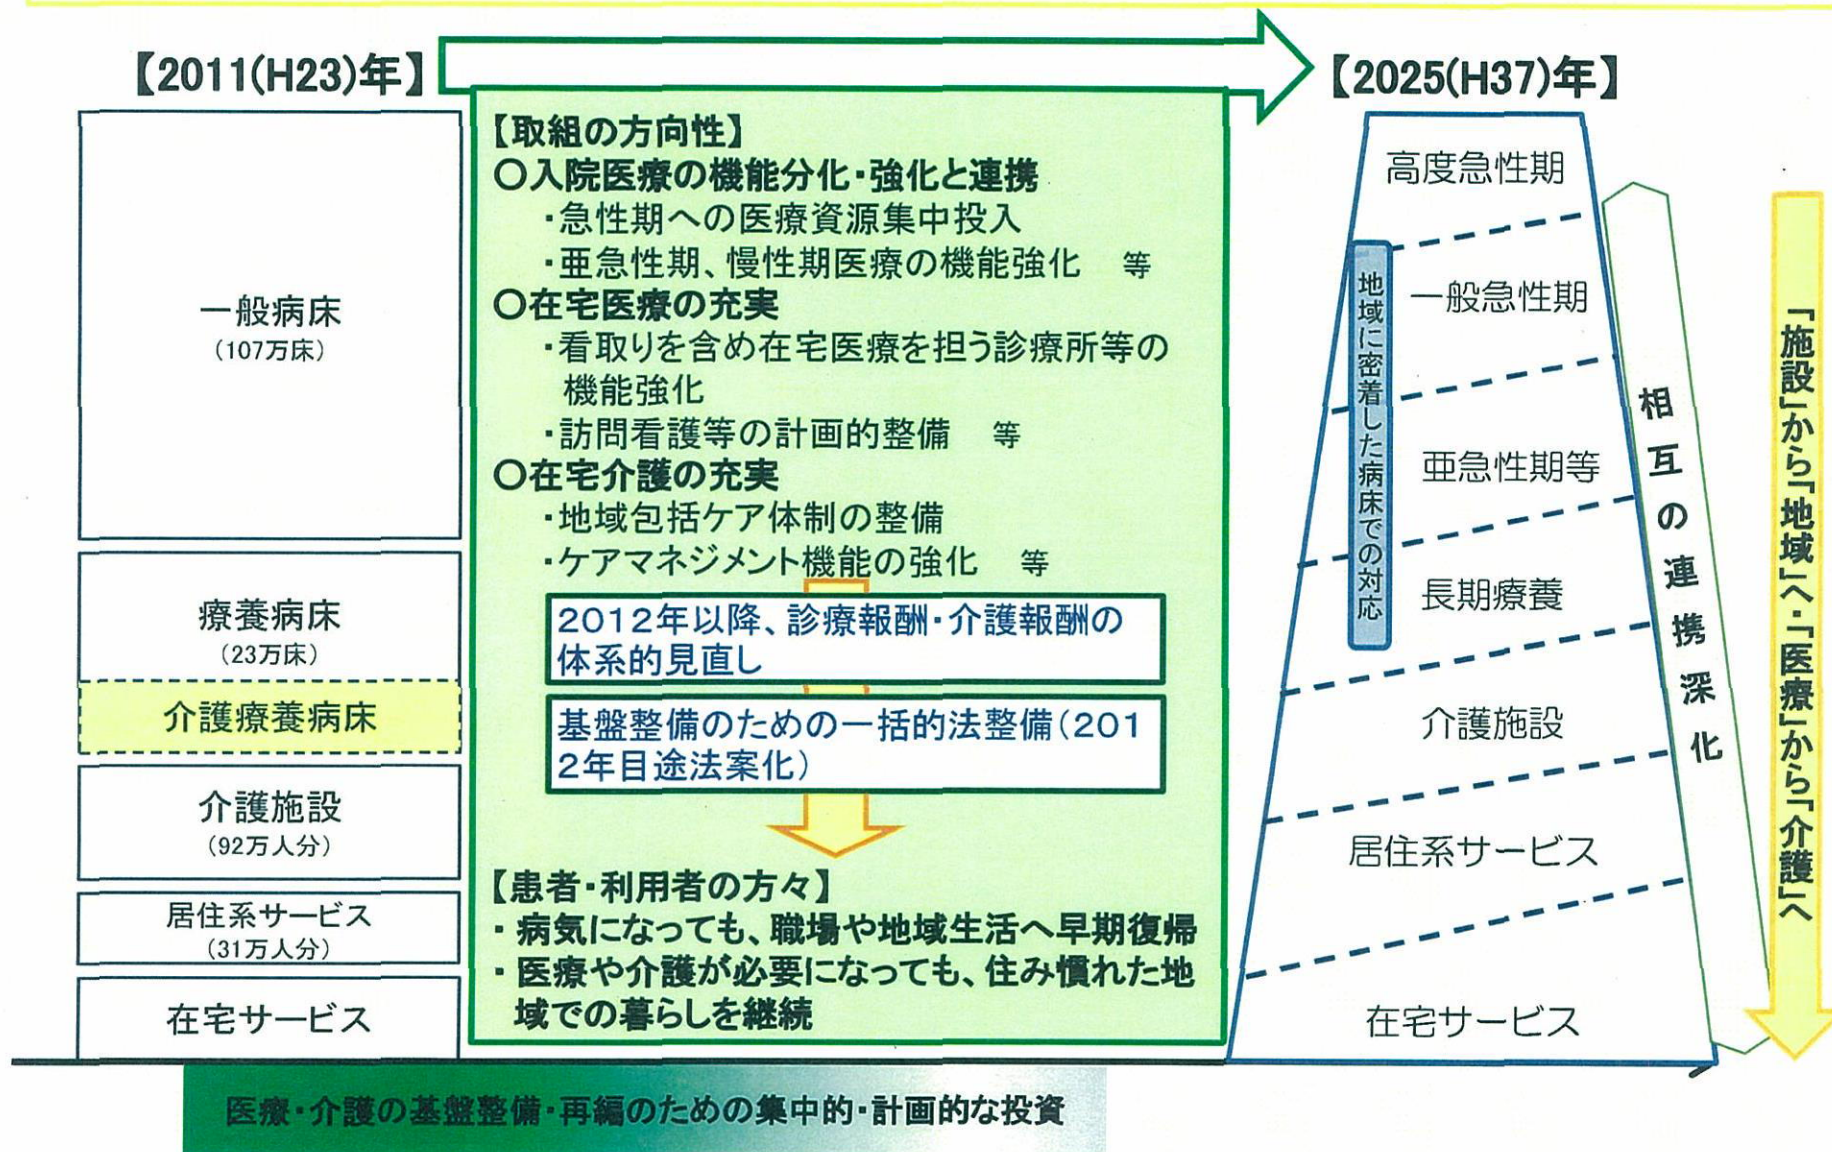 【2011(H23)年】
一般病床
（107万床）
療養病床
（23万床）
介護療養病床
介護施設
（92万人分）
居住系サービス
（31万人分）
在宅サービス
【取組の方向性】
○入院医療の機能分化・強化と連携
・急性期への医療資源集中投入
・亜急性期、慢性期医療の機能強化　等
○在宅医療の充実
・看取りを含め在宅医療を担う診療所等の
機能強化
・訪問看護等の計画的整備　等
○在宅介護の充実
・地域包括ケア体制の整備
・ケアマネジメント機能の強化　等
2012年以降、診療報酬・介護報酬の
体系的見直し
基盤整備のための一括的法整備（201
2年目途法案化）
【患者・利用者の方々】
・病気になっても、職場や地域生活へ早期復帰
・医療や介護が必要になっても、住み慣れた地
域での暮らしを継続
【2025(H37)年】
高度急性期
一般急性期
亜急性期等
長期療養
介護施設
居住系サービス
在宅サービス
地域に密着した病床での対応
相互の連携深化
「施設」から「地域」へ・「医療」から「介護」へ
医療・介護の基盤整備・再編のための集中的・計画的な投資